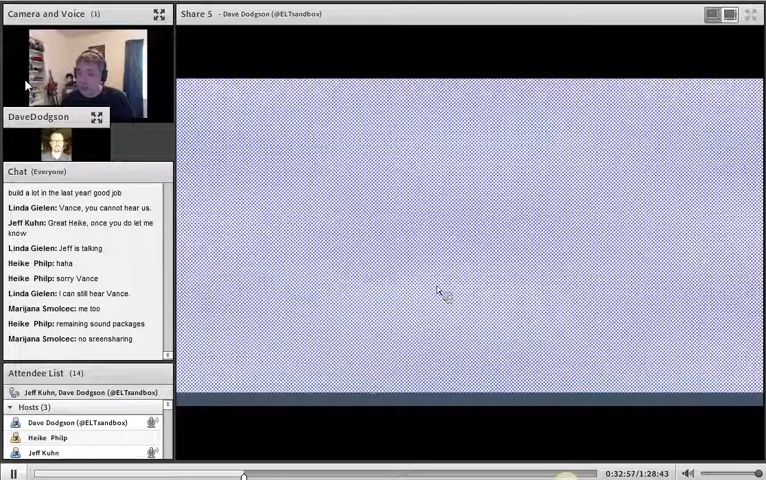 Camera and Voice (1)
Share 5 - Dave Dodgson (@ELTsandbox)
DaveDodgson
Chat (Everyone)
build a lot in the last year! good job
Linda Gielen: Vance, you cannot hear us.
Jeff Kuhn: Great Heike, once you do let me
know
Linda Gielen: Jeff is talking
Heike Philp: haha
Heike Philp: sorry Vance
Linda Gielen: I can still hear Vance.
Marijana Smolcec: me too
Heike Philp: remaining sound packages
Marijana Smolcec: no sreensharing
Attendee List (14)
Jeff Kuhn, Dave Dodgson (@ELTsandbox)
Hosts (3)
Dave Dodgson (@ELTsandbox)
Heike Philp
Jeff Kuhn
0:32:57/1:28:43